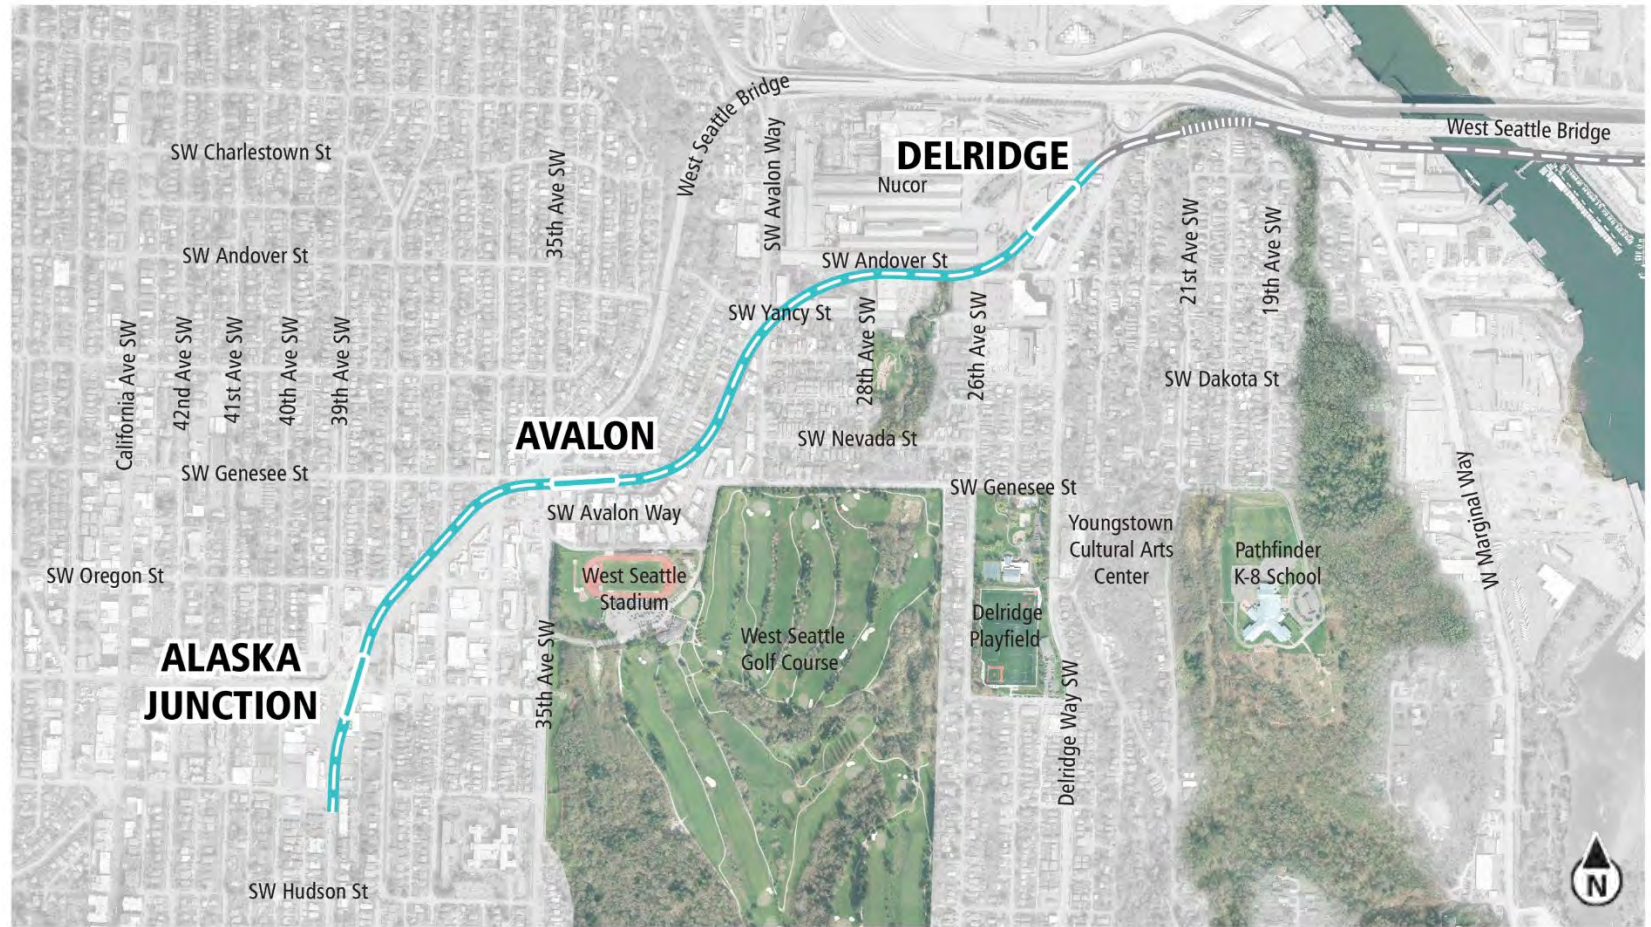 West Seattle Bridge
West Seattle Bridge
SW Charlestown St
35th Ave SW
SW Avalon Way
DELRIDGE
Nucor
SW Andover St
SW Andover St
21st Ave SW
19th Ave SW
SW Yancy St
28th Ave SW
26th Ave SW
California Ave SW
42nd Ave SW
41st Ave SW
40th Ave SW
39th Ave SW
SW Dakota St
AVALON
SW Nevada St
SW Genesee St
SW Genesee St
W Marginal Way
SW Avalon Way
Youngstown
Cultural Arts
Center
Pathfinder
K-8 School
SW Oregon St
West Seattle
Stadium
Delridge
Playfield
West Seattle
Golf Course
35th Ave SW
ALASKA
JUNCTION
Delridge Way SW
SW Hudson St
N